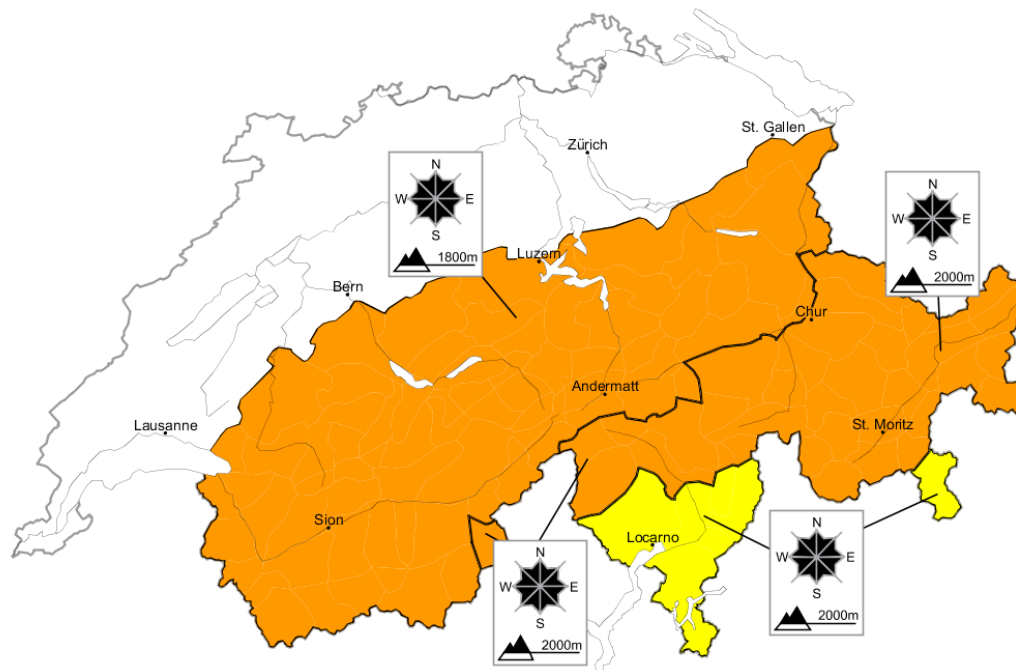 St. Gallen
Zürich
N
W E
S
1800m
N
W E
S
2000m
Luzern
Bern
Chur
Andermatt
Lausanne
St. Moritz
Sion
Locarno
N
W E
S
2000m
N
W E
S
2000m